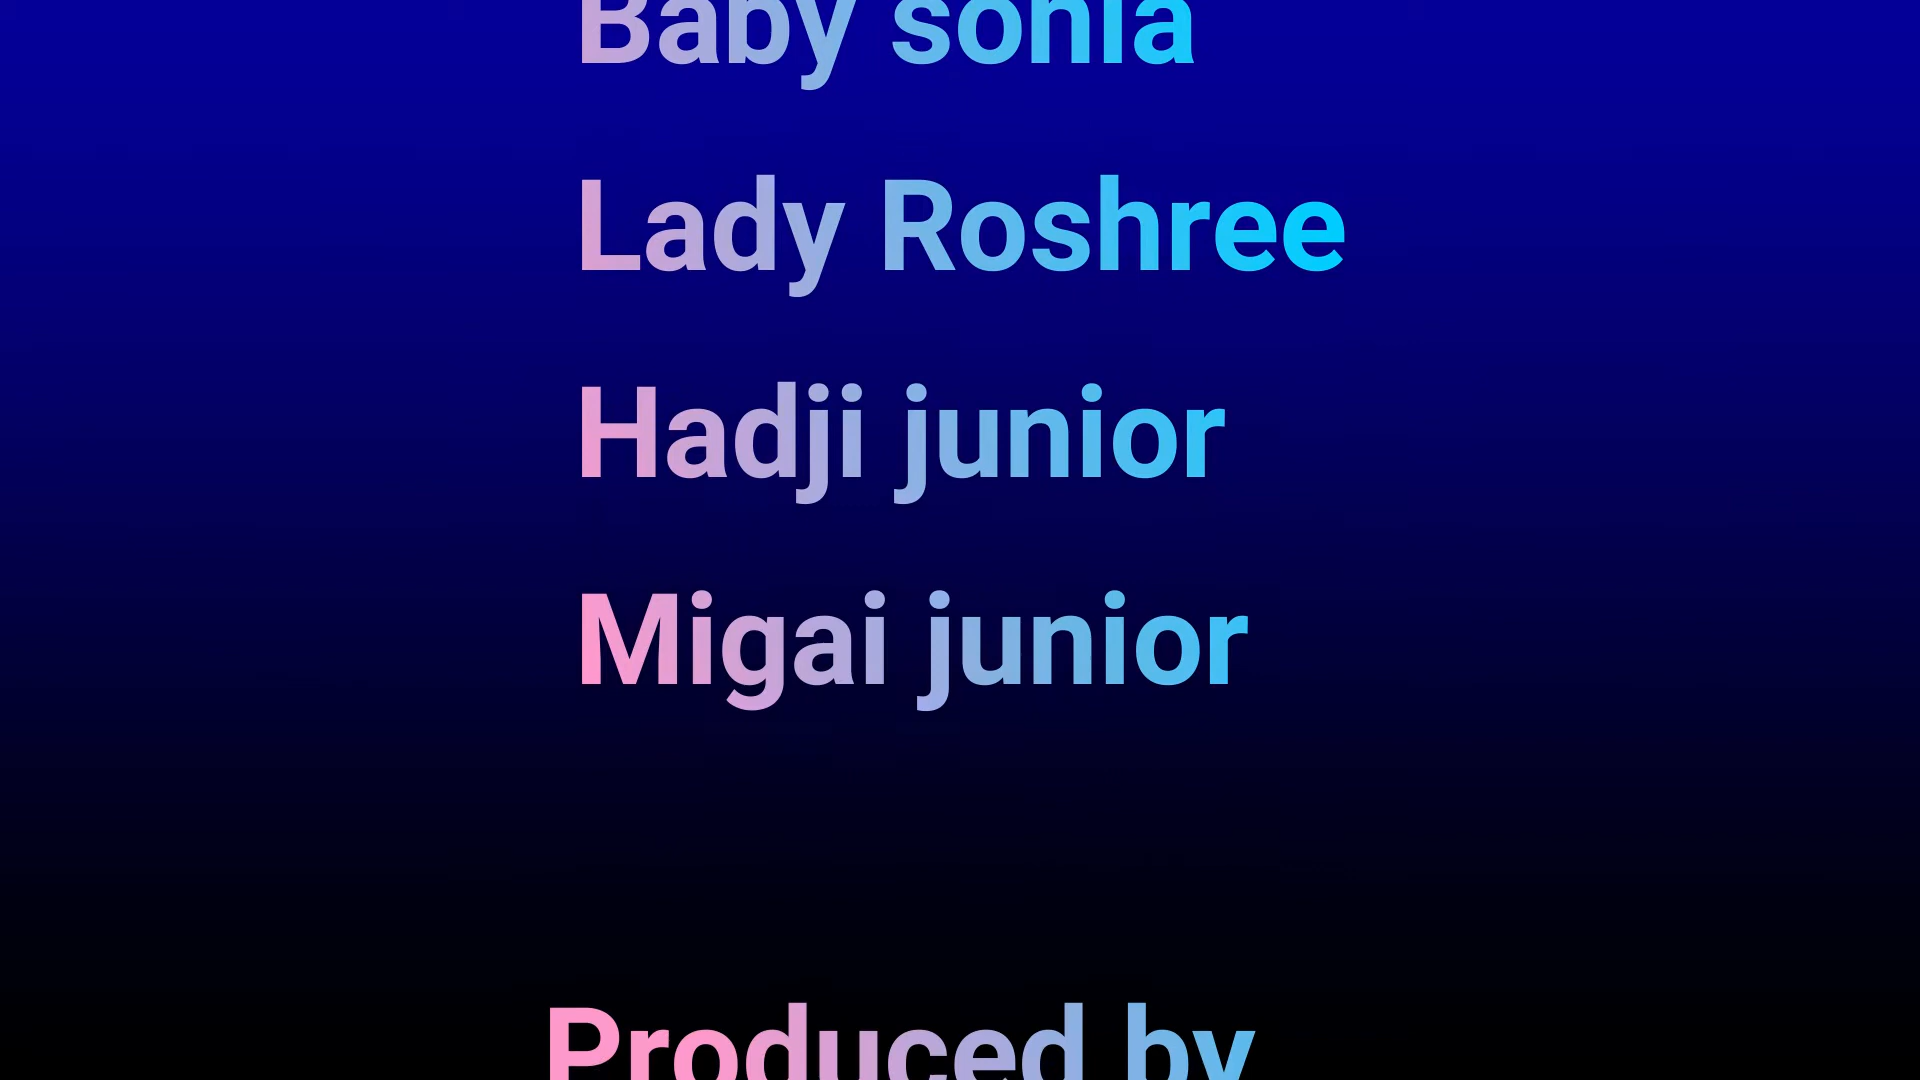 Baby sonia
Lady Roshree
Hadji junior
Migai junior
Produced by